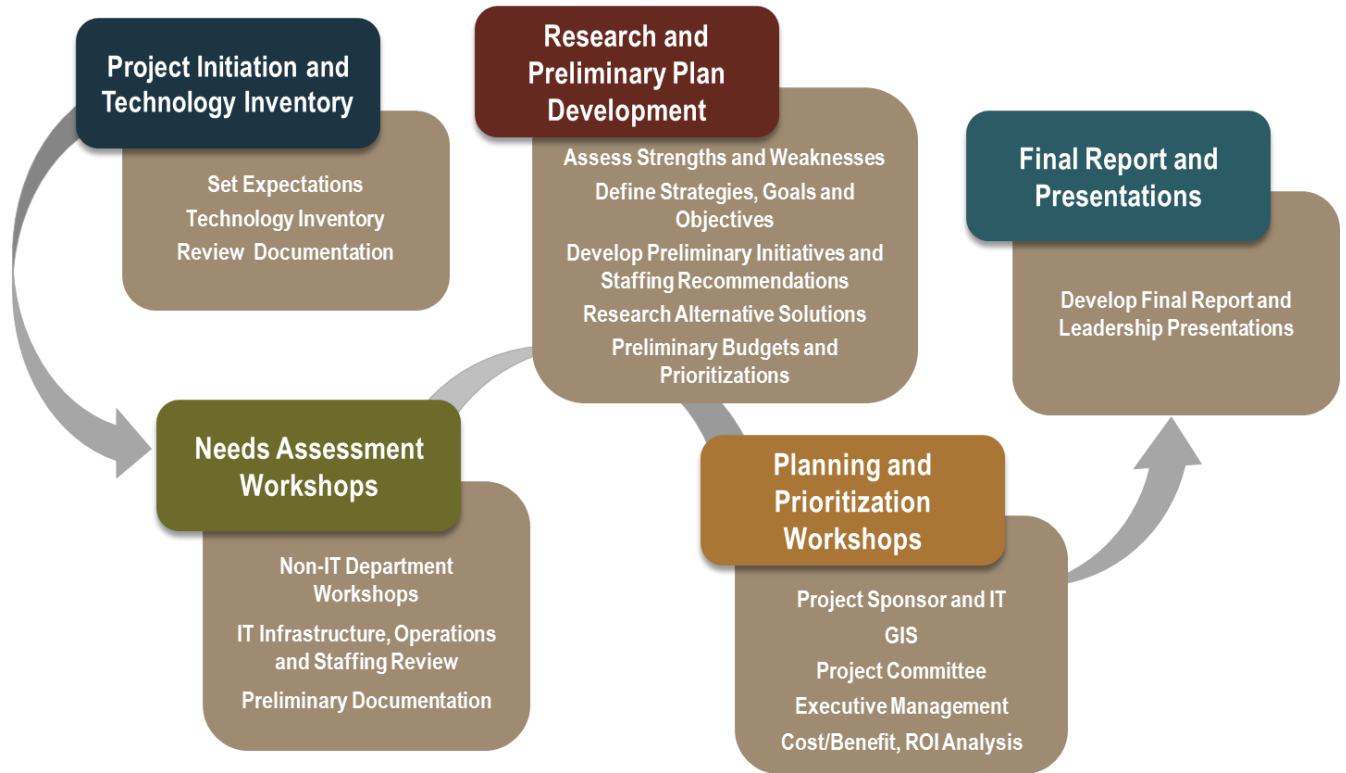 Project Initiation and
Technology Inventory
Set Expectations
Technology Inventory
Review Documentation
Needs Assessment
Workshops
Non-IT Department
Workshops
IT Infrastructure, Operations
and Staffing Review
Preliminary Documentation
Research and
Preliminary Plan
Development
Assess Strengths and Weaknesses
Define Strategies, Goals and
Objectives
Develop Preliminary Initiatives and
Staffing Recommendations
Research Alternative Solutions
Preliminary Budgets and
Prioritizations
Planning and
Prioritization
Workshops
Project Sponsor and IT
GIS
Project Committee
Executive Management
Cost/Benefit, ROI Analysis
Final Report and
Presentations
Develop Final Report and
Leadership Presentations